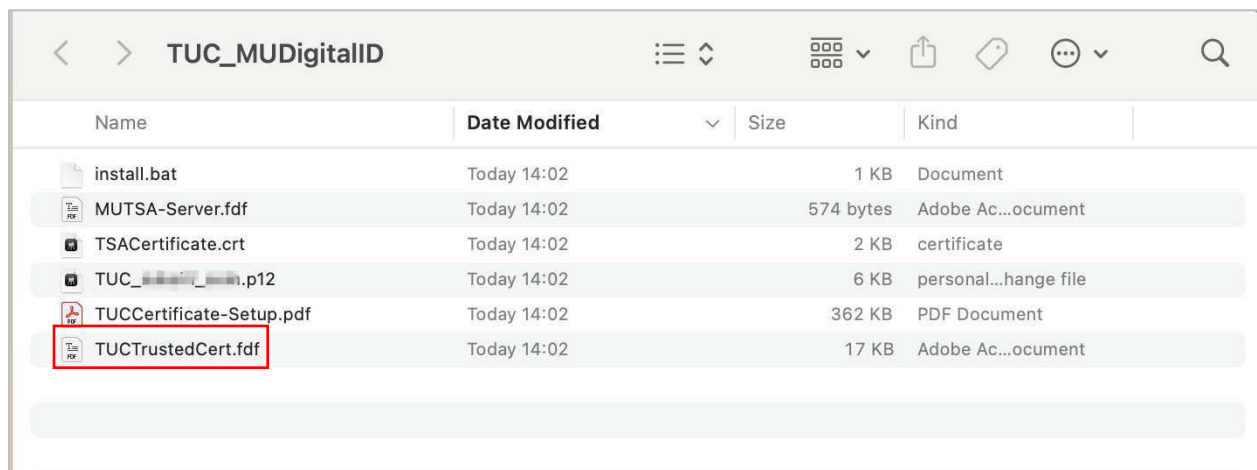 TUC_MUDigitalID
Name Date Modified Size Kind
install.bat Today 14:02 1 KB Document
MUTSA-Server.fdf Today 14:02 574 bytes Adobe Ac...ocument
TSACertificate.crt Today 14:02 2 KB certificate
TUC_ .p12 Today 14:02 6 KB personal...hange file
TUCCertificate-Setup.pdf Today 14:02 362 KB PDF Document
TUCTrustedCert.fdf Today 14:02 17 KB Adobe Ac...ocument